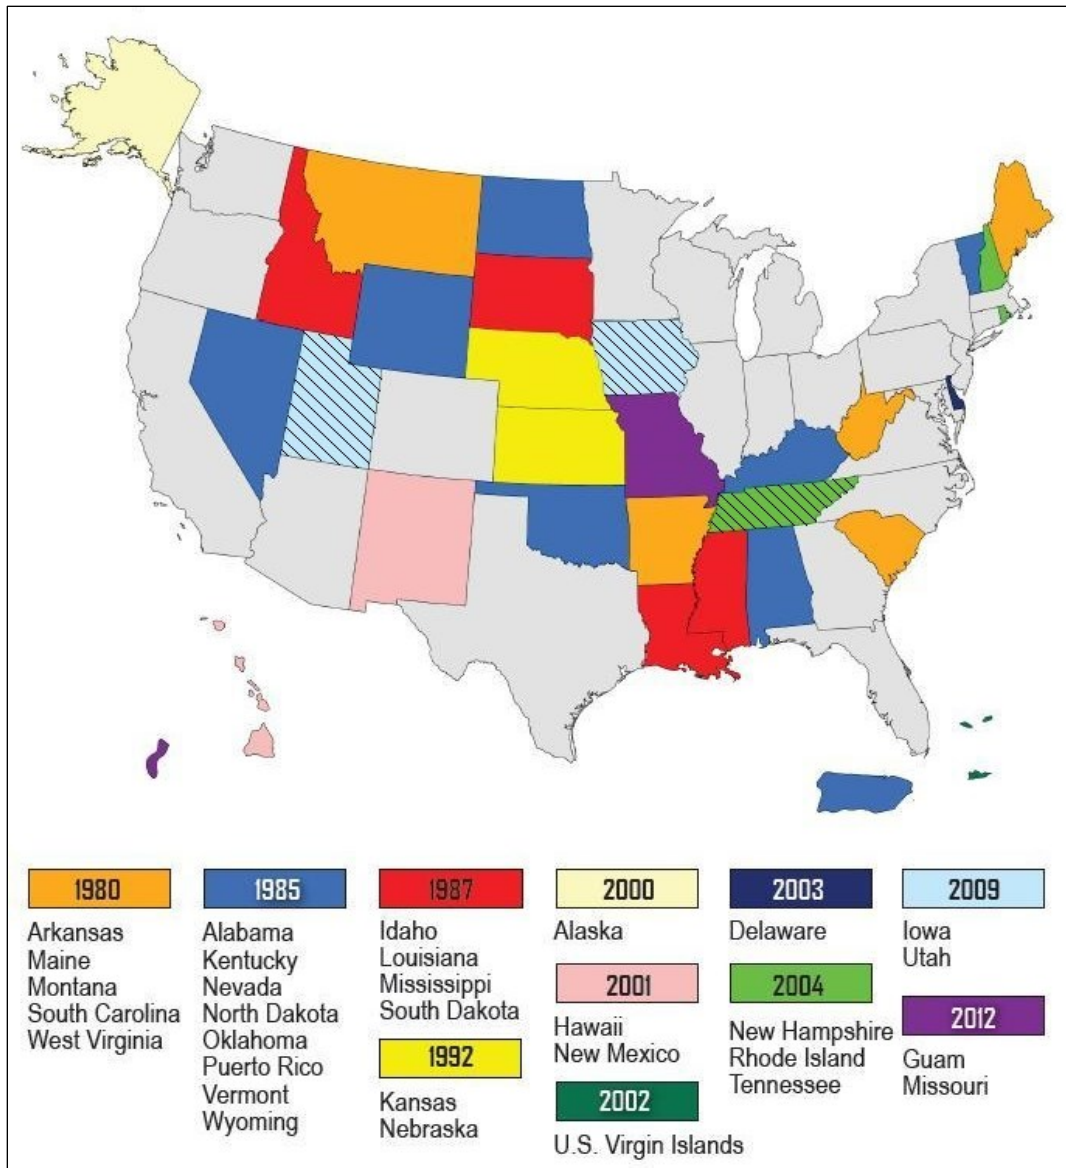 1980
Arkansas
Maine
Montana
South Carolina
West Virginia
1985
Alabama
Kentucky
Nevada
North Dakota
Oklahoma
Puerto Rico
Vermont
Wyoming
1987
Idaho
Louisiana
Mississippi
South Dakota
1992
Kansas
Nebraska
2000
Alaska
2001
Hawaii
New Mexico
2002
U.S. Virgin Islands
2003
Delaware
2004
New Hampshire
Rhode Island
Tennessee
2009
Iowa
Utah
2012
Guam
Missouri